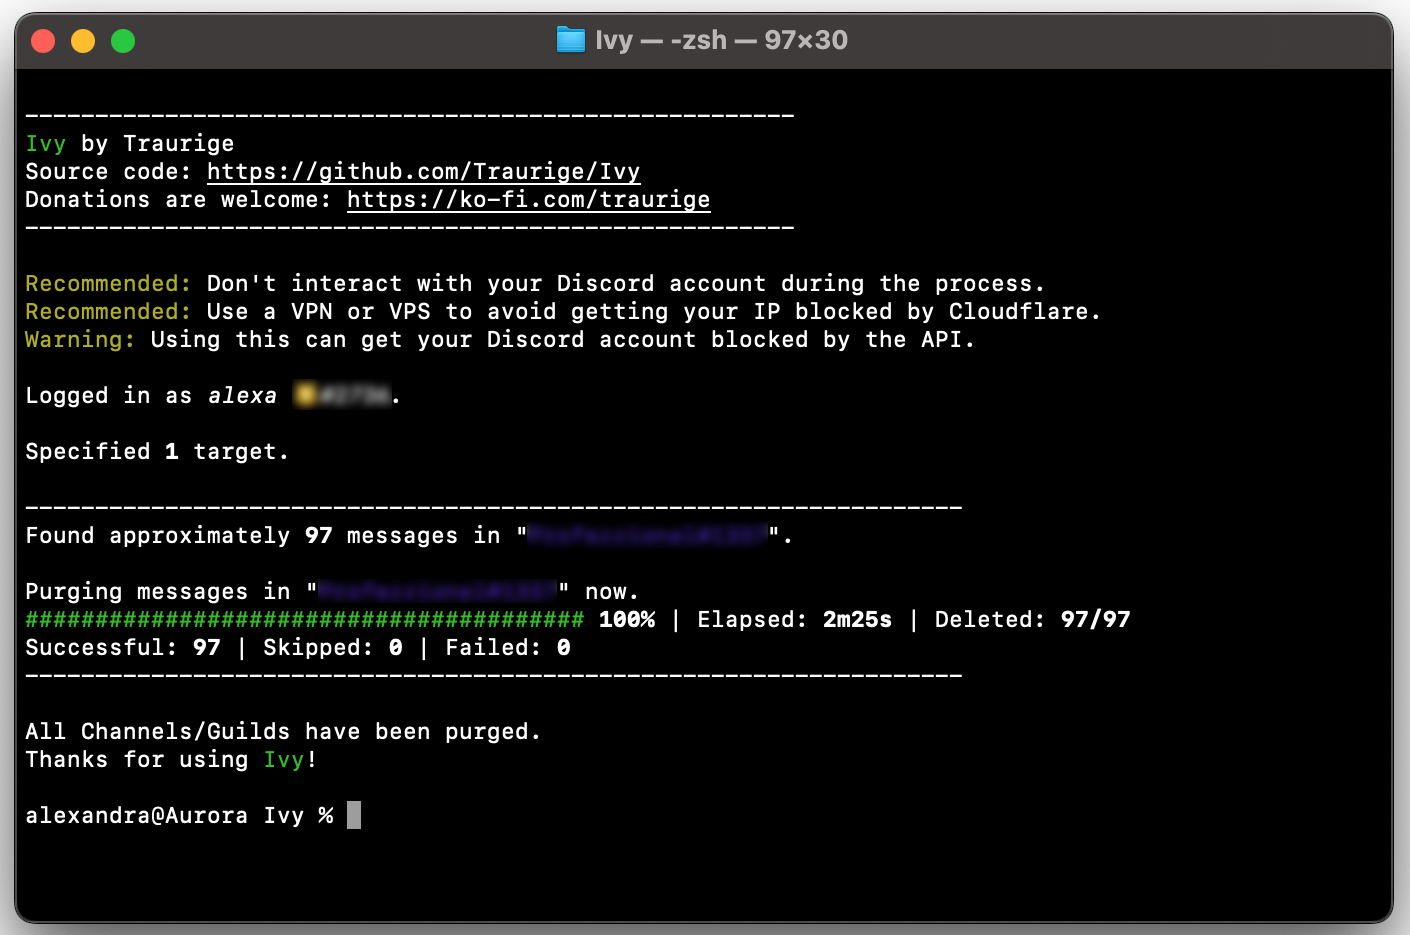 Ivy — -zsh — 97×30
-------------------------------------------------------
Ivy by Traurige
Source code: https://github.com/Traurige/Ivy
Donations are welcome: https://ko-fi.com/traurige
-------------------------------------------------------
Recommended: Don't interact with your Discord account during the process.
Recommended: Use a VPN or VPS to avoid getting your IP blocked by Cloudflare.
Warning: Using this can get your Discord account blocked by the API.
Logged in as alexa .
Specified 1 target.
-------------------------------------------------------------------
Found approximately 97 messages in "".
Purging messages in "" now.
######################################## 100% | Elapsed: 2m25s | Deleted: 97/97
Successful: 97 | Skipped: 0 | Failed: 0
-------------------------------------------------------------------
All Channels/Guilds have been purged.
Thanks for using Ivy!
alexandra@Aurora Ivy %